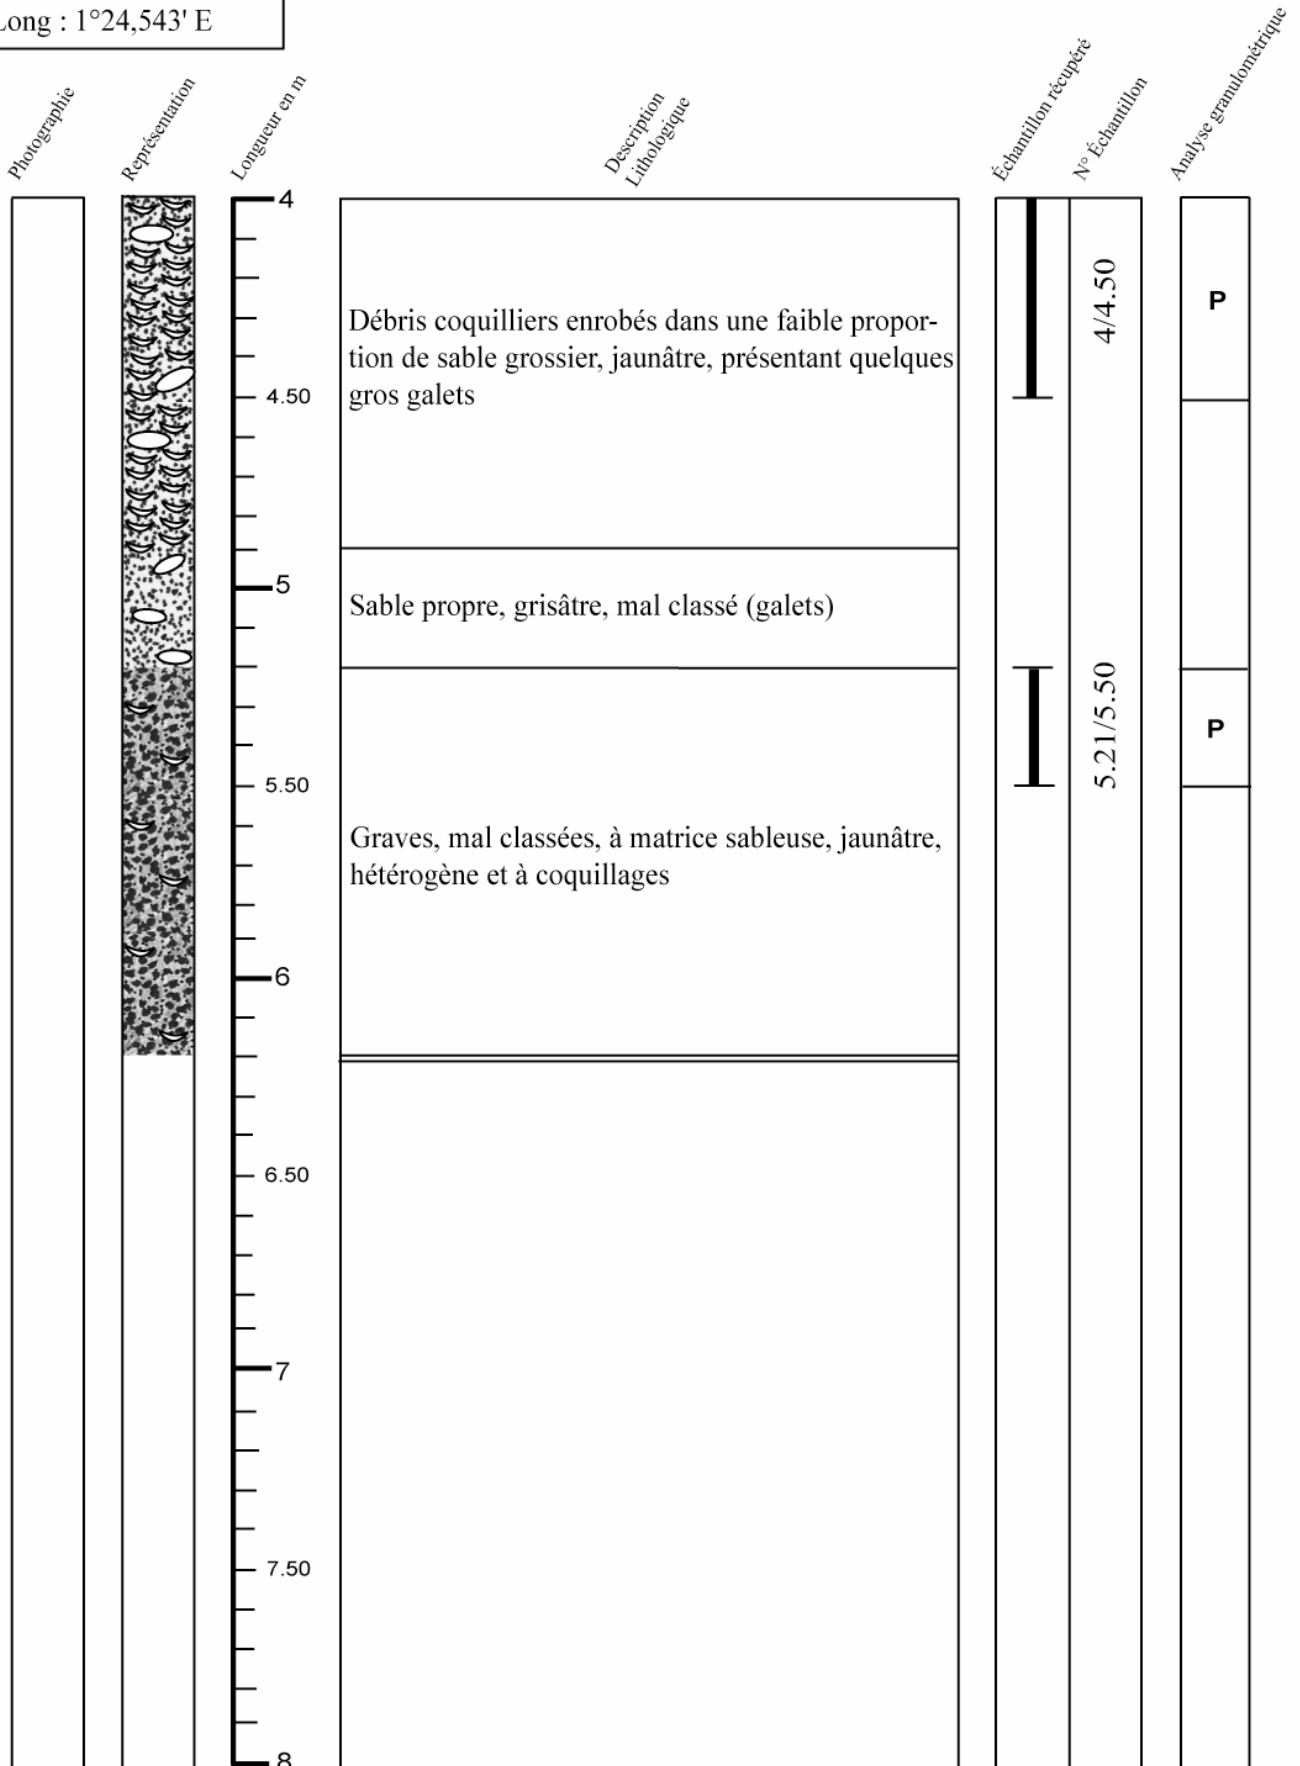 Long : 1°24,543' E
Photographie
Représentation
Longueur en m
Description
Lithologique
Échantillon récupéré
N° Échantillon
Analyse granulométrique
4
Débris coquilliers enrobés dans une faible propor-
tion de sable grossier, jaunâtre, présentant quelques
gros galets
4/4.50
P
4.50
5
Sable propre, grisâtre, mal classé (galets)
5.21/5.50
P
5.50
Graves, mal classées, à matrice sableuse, jaunâtre,
hétérogène et à coquillages
6
6.50
7
7.50
8